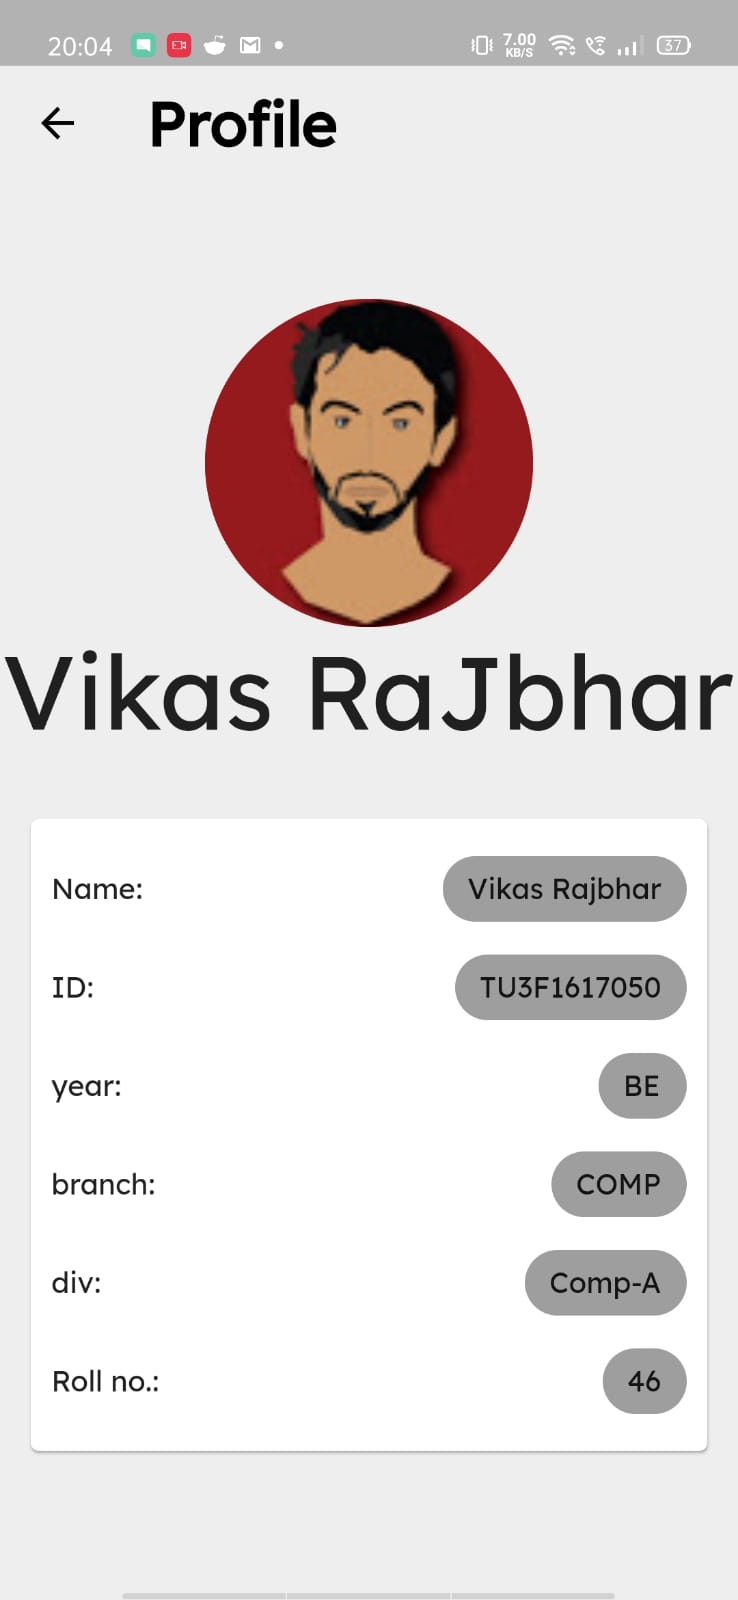 20:04 7.00 KB/S 37
Profile
Vikas RaJbhar
Name: Vikas Rajbhar
ID: TU3F1617050
year: BE
branch: COMP
div: Comp-A
Roll no.: 46